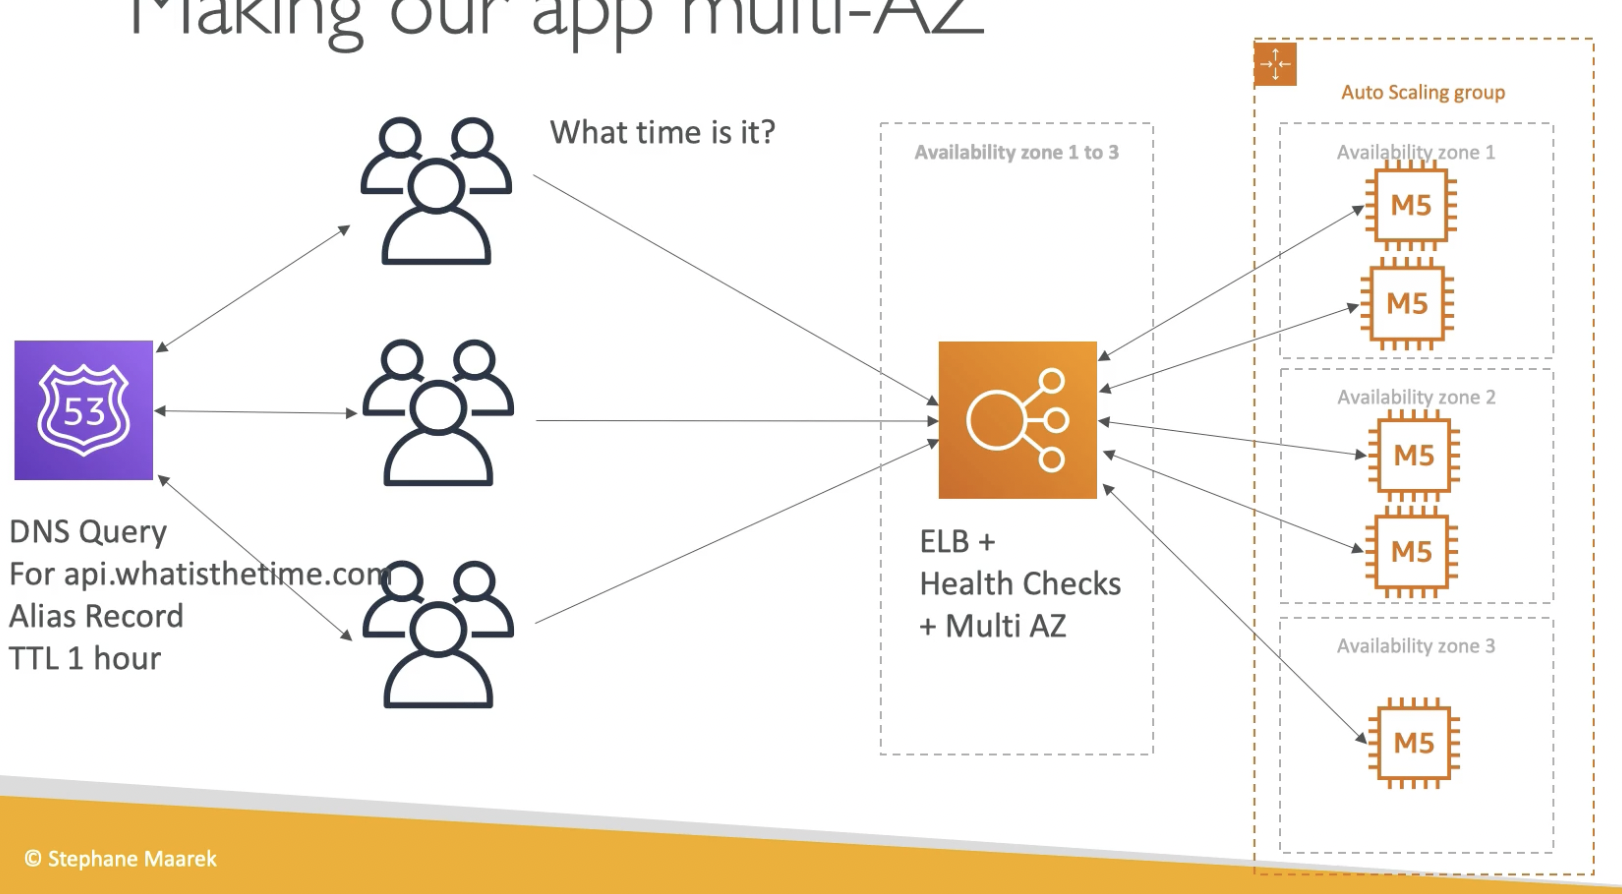 Making our app multi-AZ
What time is it?
53
DNS Query
For api.whatisthetime.com
Alias Record
TTL 1 hour
Availability zone 1 to 3
ELB +
Health Checks
+ Multi AZ
Auto Scaling group
Availability zone 1
M5
M5
Availability zone 2
M5
M5
Availability zone 3
M5
© Stephane Maarek